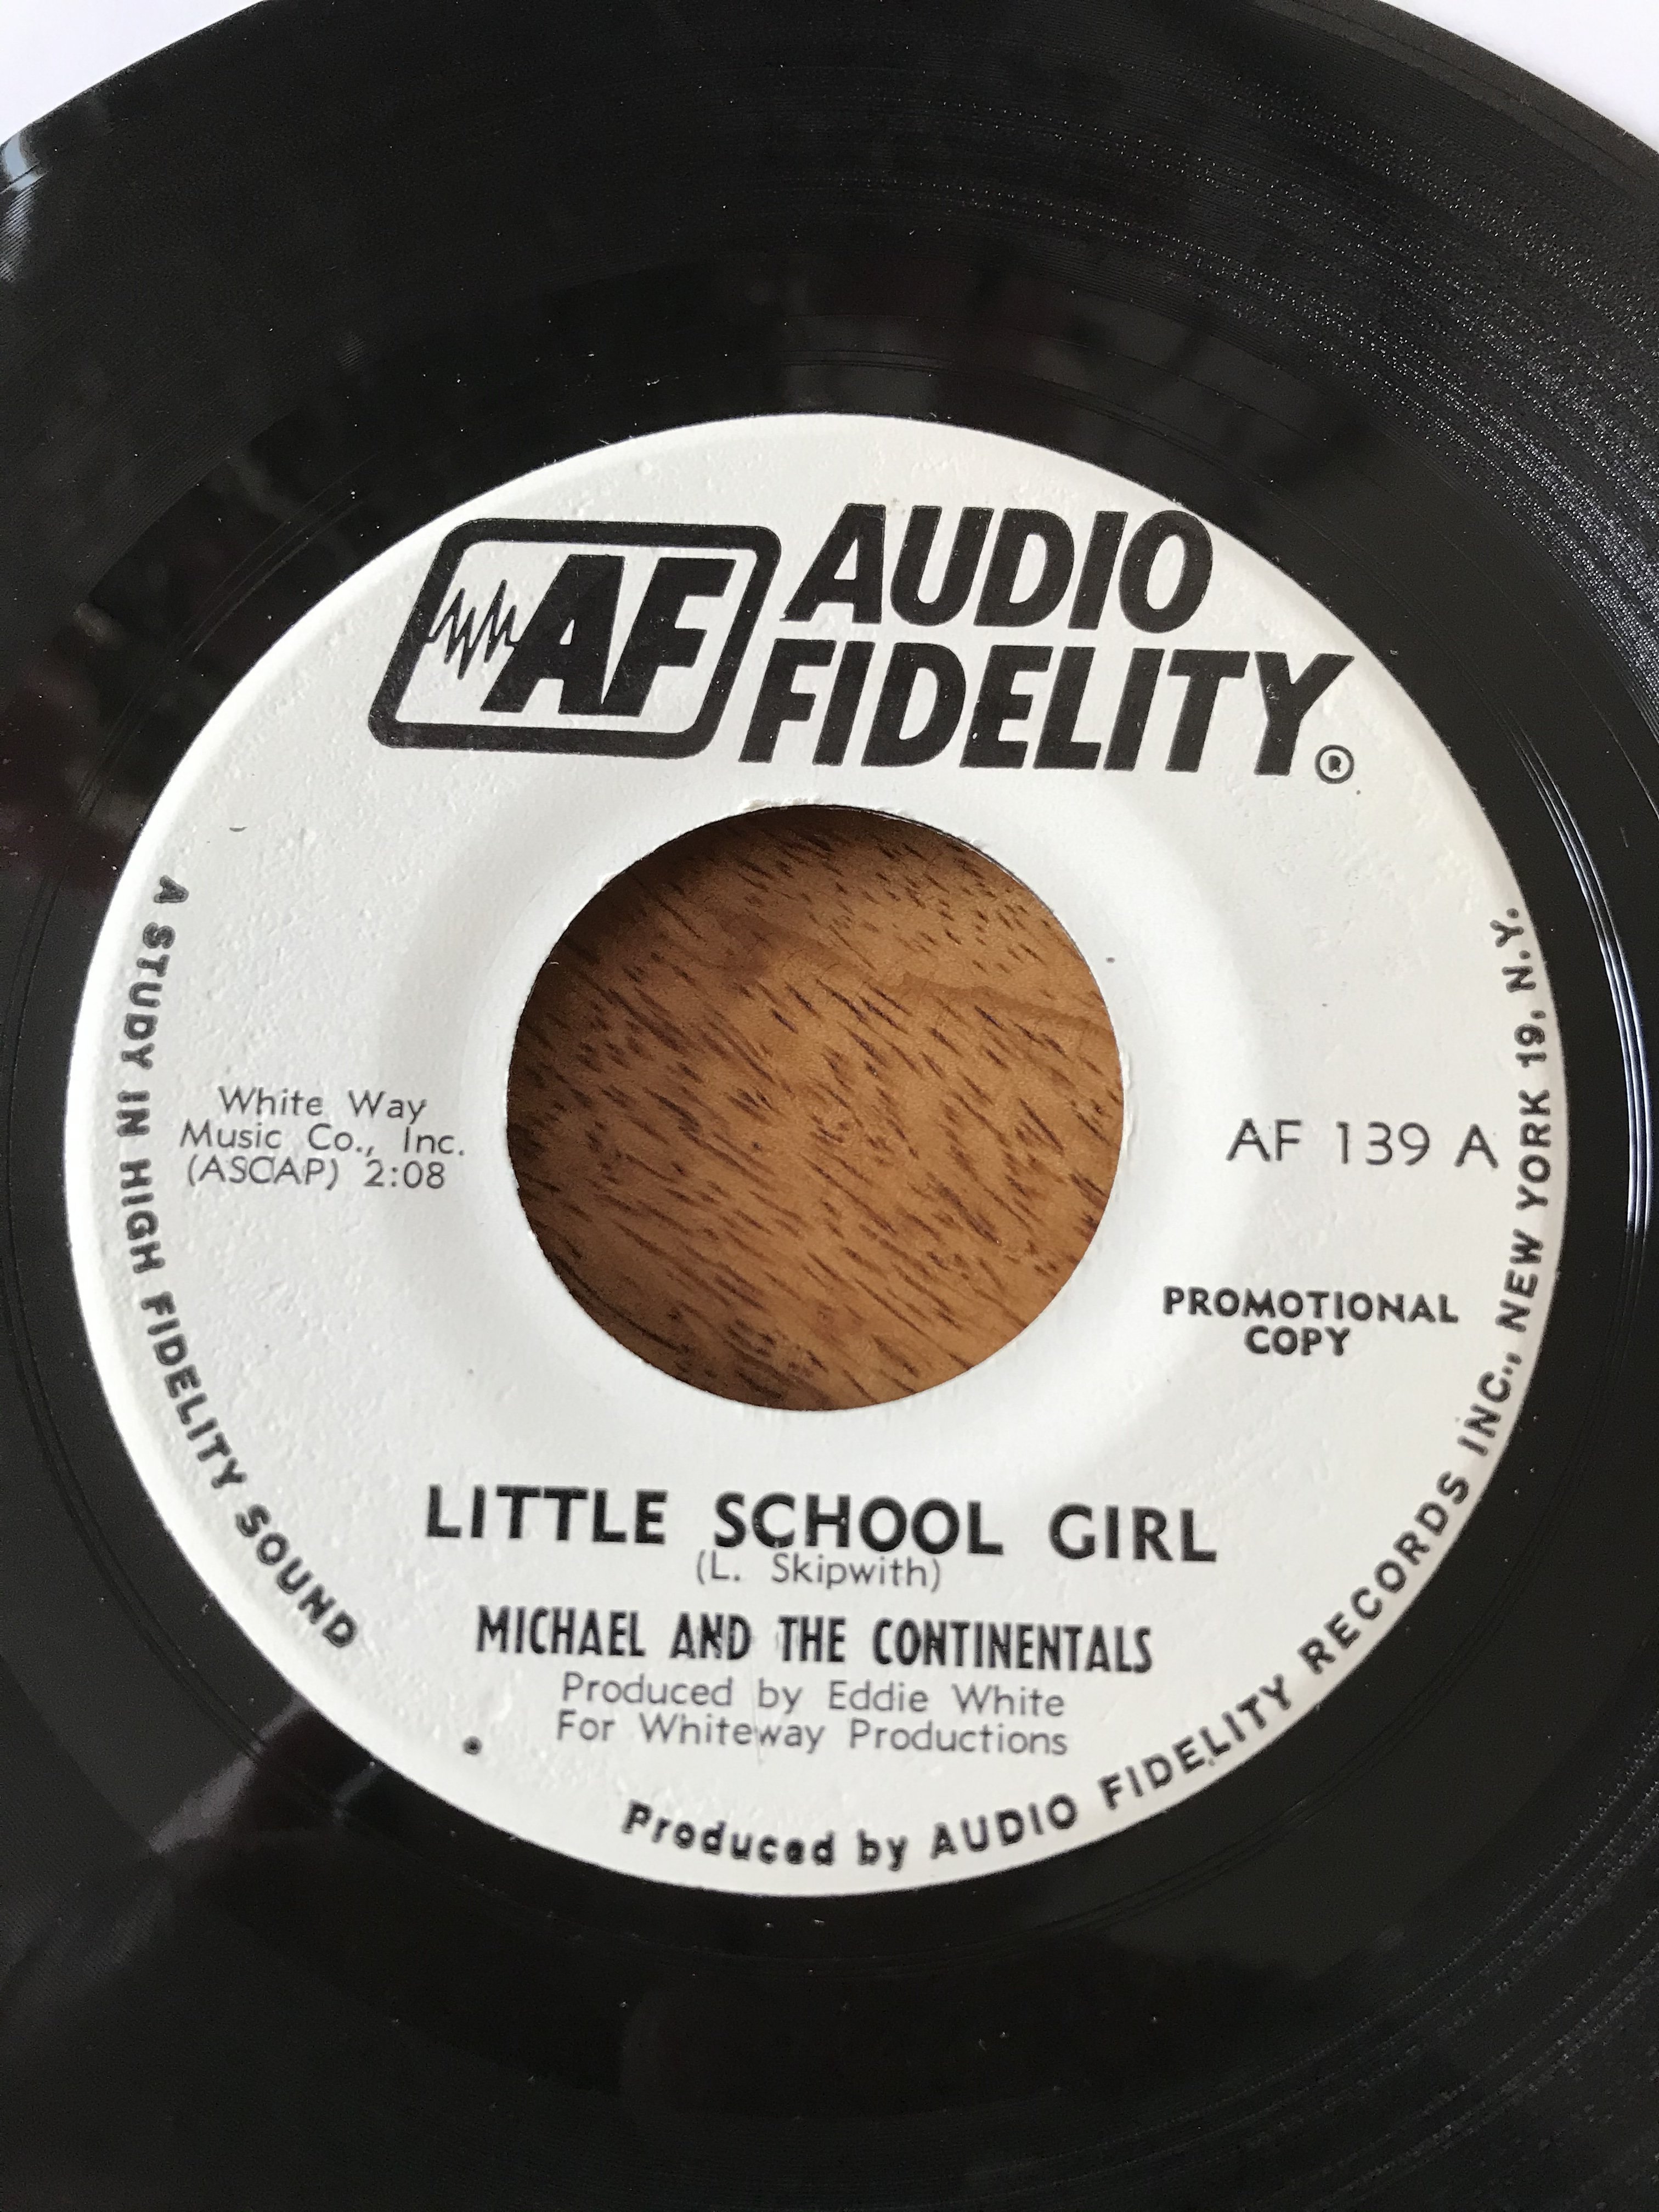 AF AUDIO
FIDELITY®
A STUDY IN HIGH FIDELITY SOUND
White Way
Music Co., Inc.
(ASCAP) 2:08
AF 139 A
PROMOTIONAL
COPY
LITTLE SCHOOL GIRL
(L. Skipwith)
MICHAEL AND THE CONTINENTALS
Produced by Eddie White
For Whiteway Productions
Produced by AUDIO FIDELITY RECORDS INC., NEW YORK 19, N.Y.